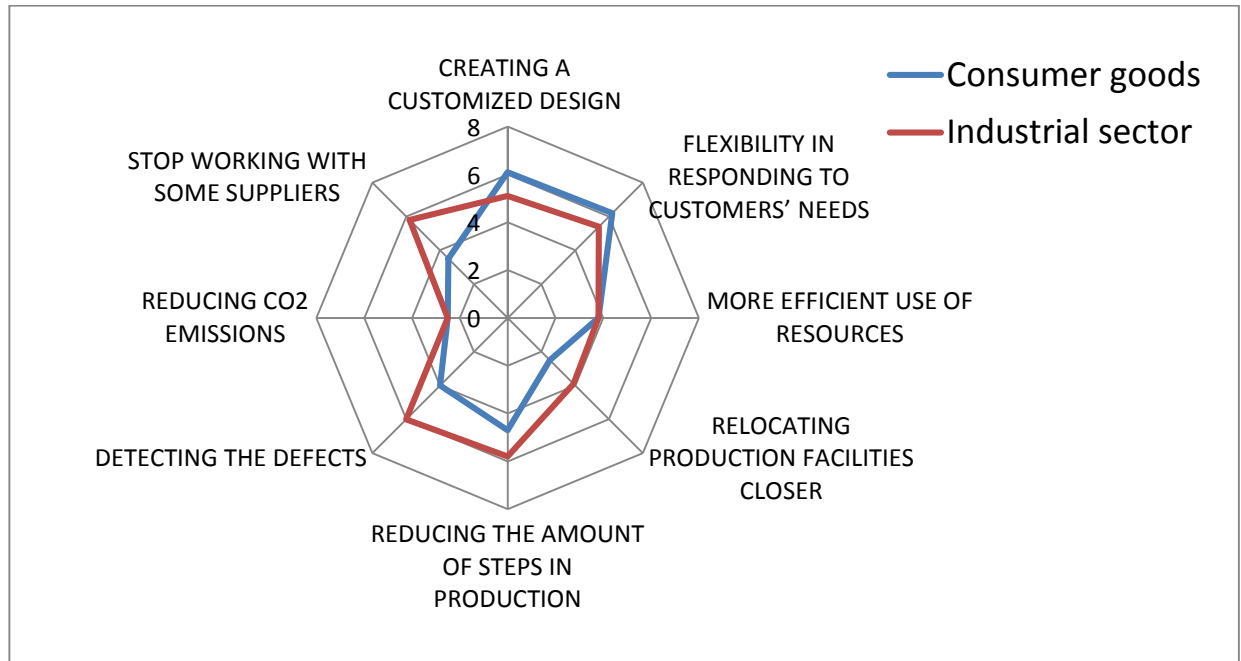 CREATING A
CUSTOMIZED DESIGN
Consumer goods
Industrial sector
FLEXIBILITY IN
RESPONDING TO
CUSTOMERS’ NEEDS
MORE EFFICIENT USE OF
RESOURCES
RELOCATING
PRODUCTION FACILITIES
CLOSER
REDUCING THE AMOUNT
OF STEPS IN
PRODUCTION
DETECTING THE DEFECTS
REDUCING CO2
EMISSIONS
STOP WORKING WITH
SOME SUPPLIERS
8
6
4
2
0